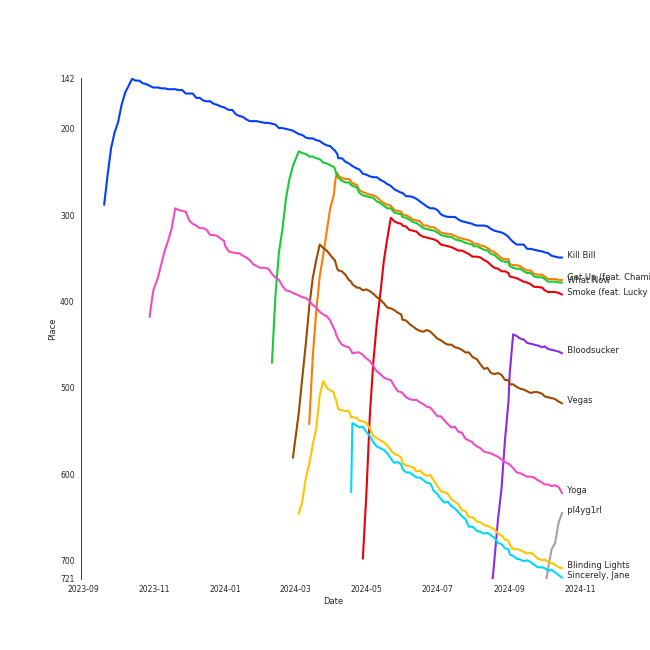 142
200
300
400
500
600
700
721
Place
2023-09
2023-11
2024-01
2024-03
2024-05
2024-07
2024-09
2024-11
Date
Kill Bill
Get Up (feat. Chami
What Now
Smoke (feat. Lucky
Bloodsucker
Vegas
Yoga
pl4yg1rl
Blinding Lights
Sincerely, Jane